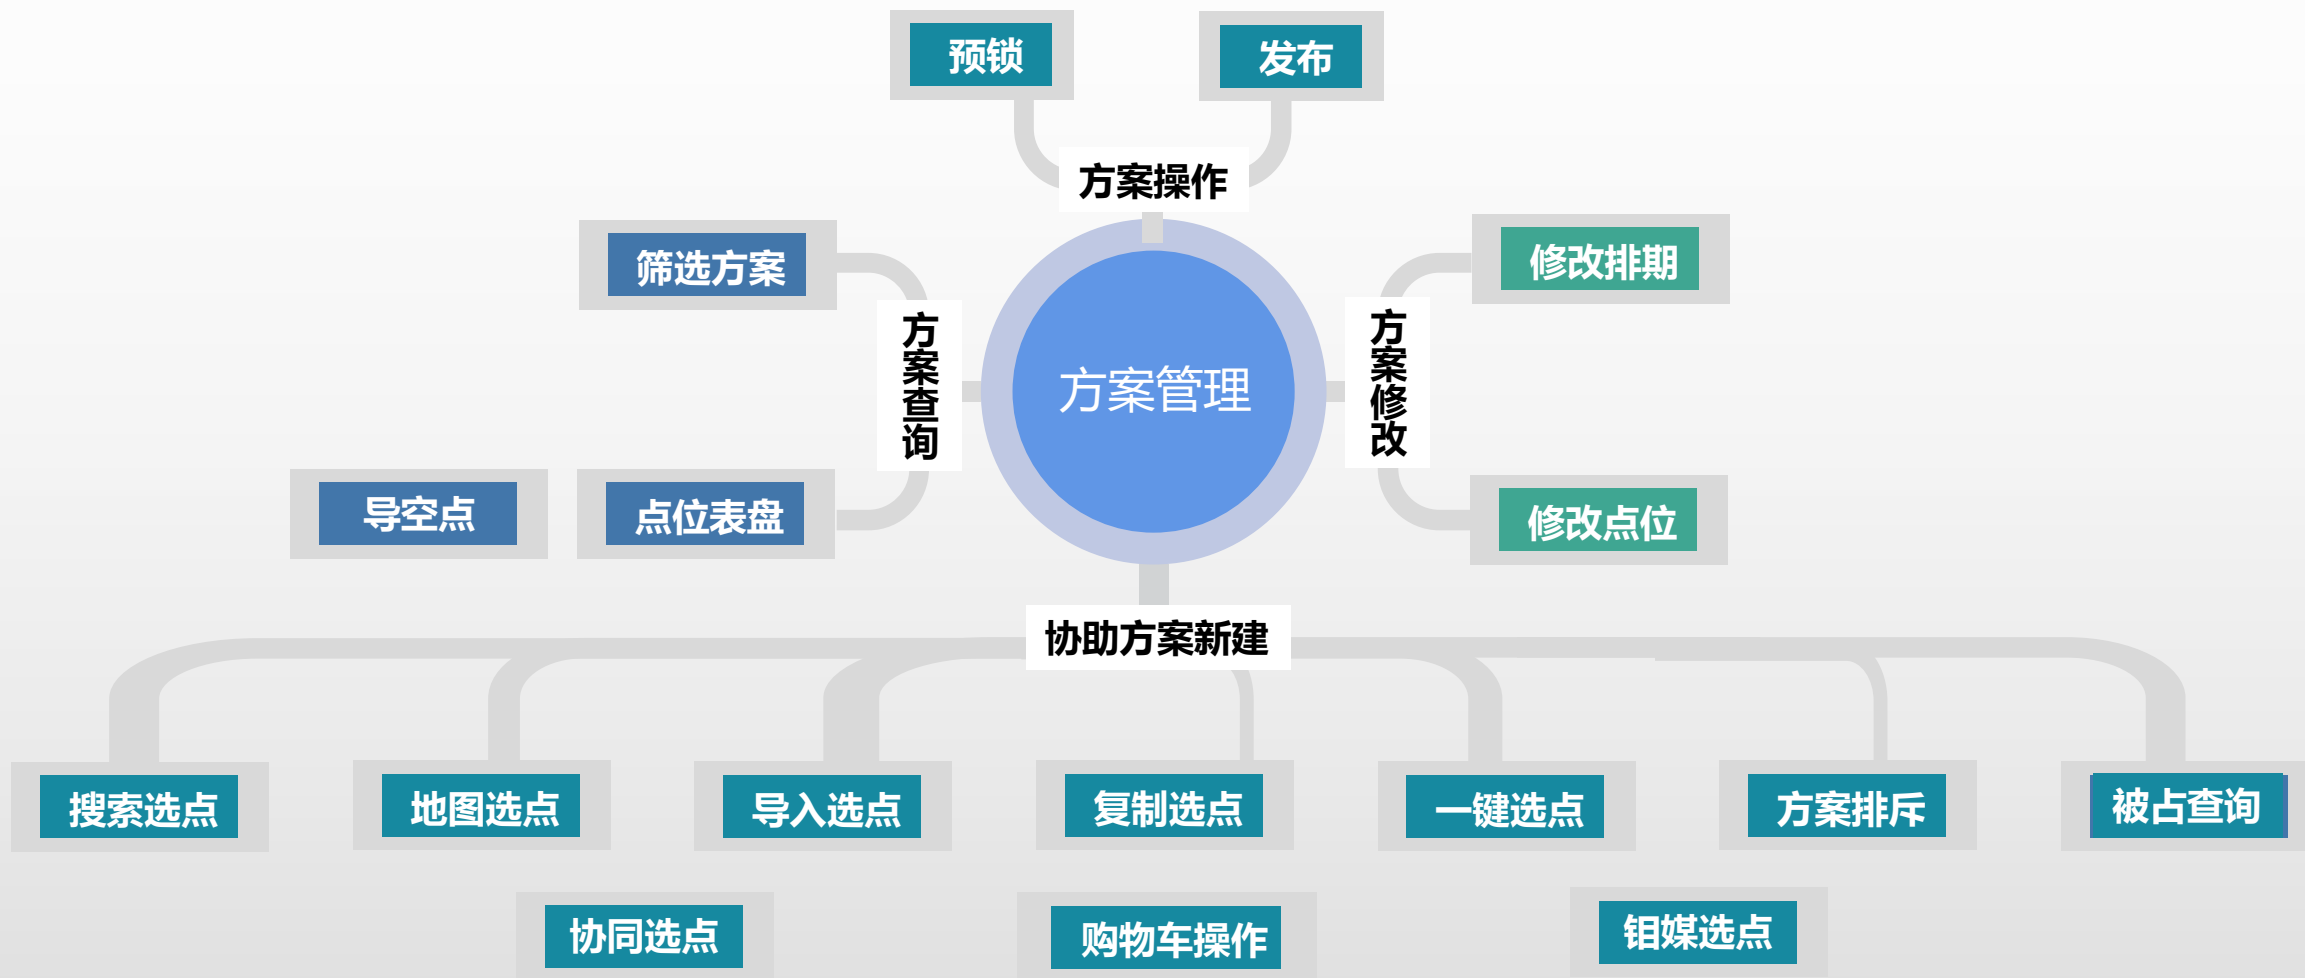 预锁
发布
方案操作
筛选方案
修改排期
方案查询
方案管理
方案修改
导空点
点位表盘
修改点位
协助方案新建
搜索选点
地图选点
导入选点
复制选点
一键选点
方案排斥
被占查询
协同选点
购物车操作
钼媒选点